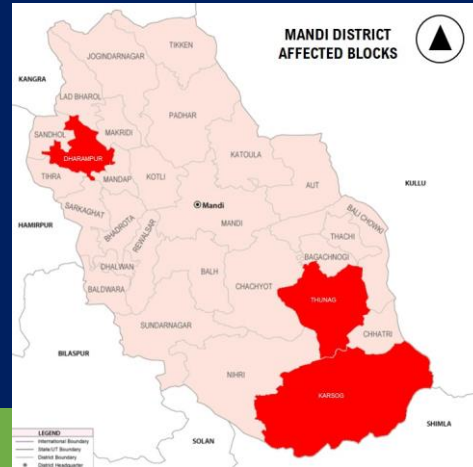 MANDI DISTRICT
AFFECTED BLOCKS
TIKKEN
JOGINDARNAGAR
KANGRA
LAD BHAROL
PADHAR
SANDHOL
MAKRIDI
DHARAMPUR
KATOULA
TIHRA
MANDAP
KOTLI
AUT
KULLU
SARKAGHAT
Mandi
BALI CHOWKI
HAMIRPUR
BHADROTA
REWALSAR
MANDI
THACHI
BAGACHNOGI
DHALWAN
BALH
CHACHYOT
BALDWARA
THUNAG
SUNDARNAGAR
CHHATRI
BILASPUR
NIHRI
KARSOG
SHIMLA
SOLAN
LEGEND
International Boundary
State/UT Boundary
District Boundary
District Headquarter